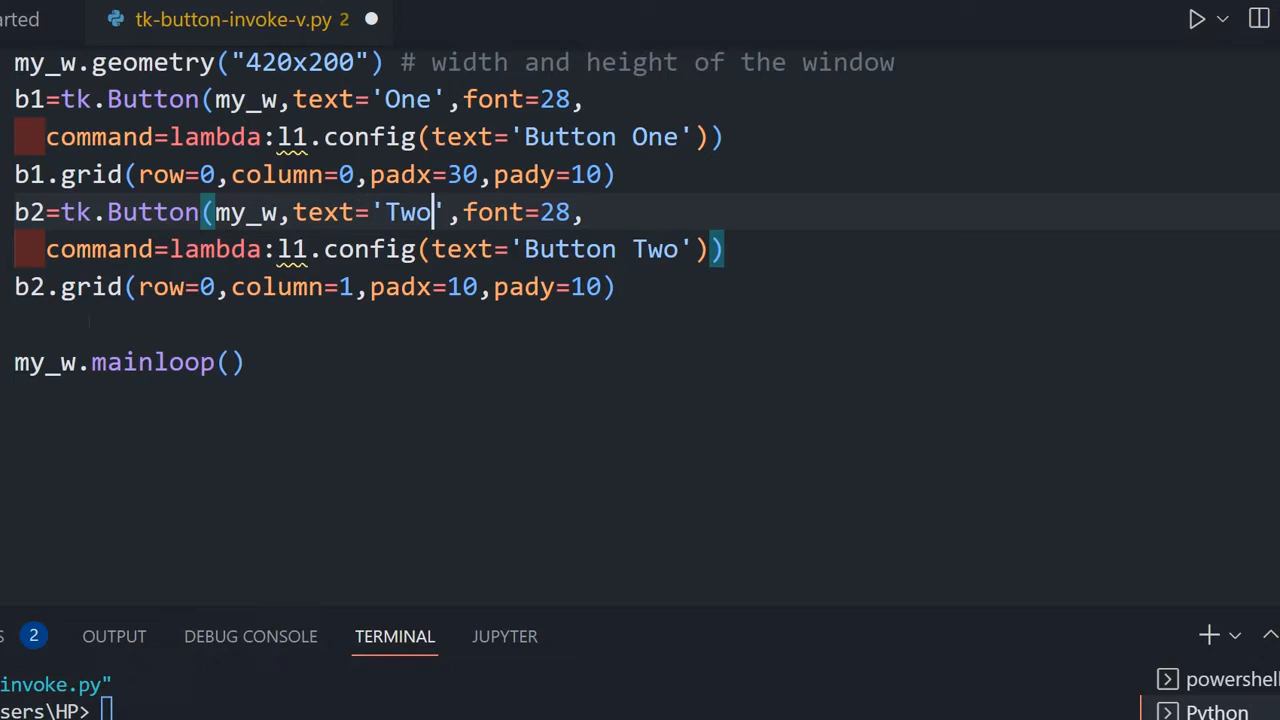 arted
tk-button-invoke-v.py 2
my_w.geometry("420x200") # width and height of the window
b1=tk.Button(my_w,text='One',font=28,
command=lambda:l1.config(text='Button One'))
b1.grid(row=0,column=0,padx=30,pady=10)
b2=tk.Button(my_w,text='Two',font=28,
command=lambda:l1.config(text='Button Two'))
b2.grid(row=0,column=1,padx=10,pady=10)
my_w.mainloop()
S 2 OUTPUT DEBUG CONSOLE TERMINAL JUPYTER
invoke.py"
sers\HP>
powershell
Python